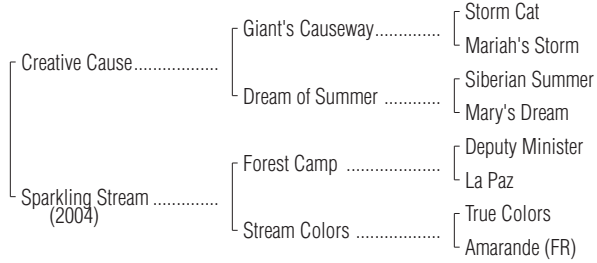 Storm Cat
Giant's Causeway..............
Mariah's Storm
Creative Cause..................
Siberian Summer
Dream of Summer ............
Mary's Dream
Deputy Minister
Forest Camp ....................
La Paz
Sparkling Stream ..............
(2004)
True Colors
Stream Colors ..................
Amarande (FR)